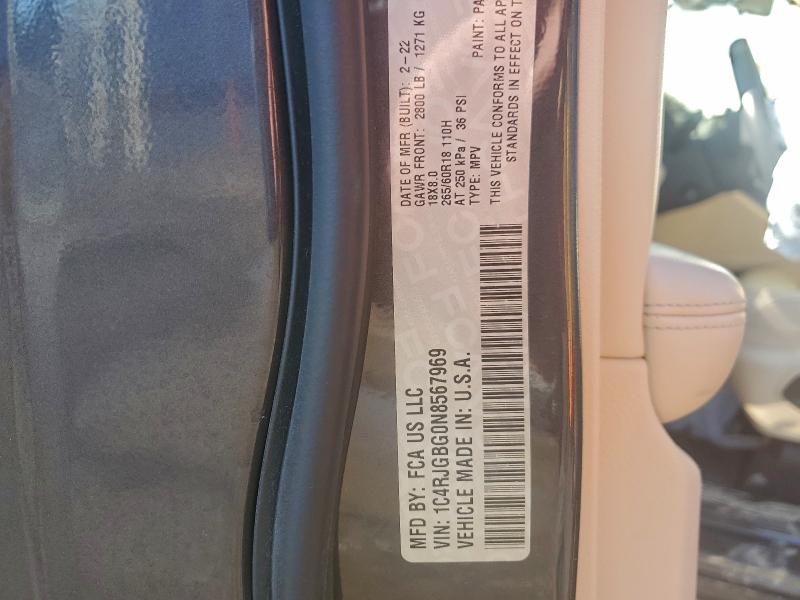 MFD BY: FCA US LLC
DATE OF MFR (BUILT): 2-22
GAWR FRONT: 2800 LB / 1271 KG
18X8.0
265/60R18 110H
AT 250 kPa / 36 PSI
VIN: 1C4RJGBG0N8567969
TYPE: MPV
VEHICLE MADE IN: U.S.A.
PAINT: PA
THIS VEHICLE CONFORMS TO ALL AP
STANDARDS IN EFFECT ON T